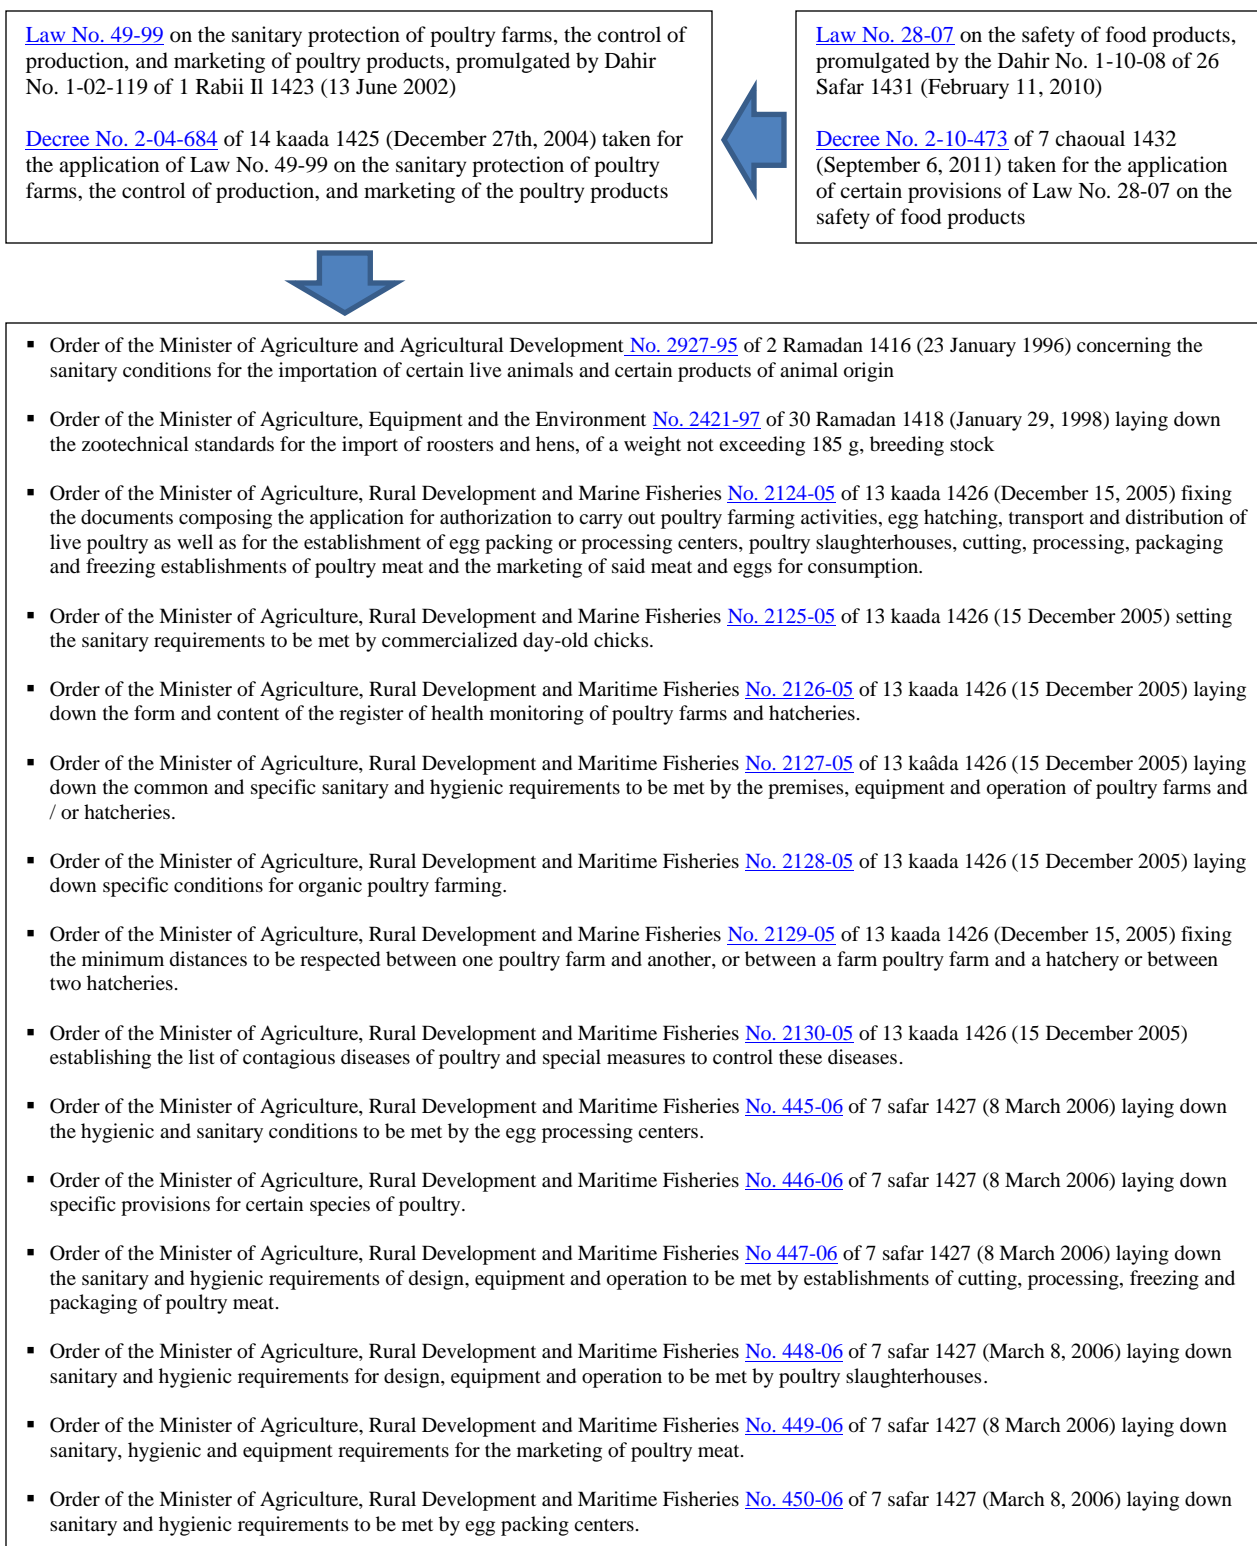 Law No. 49-99 on the sanitary protection of poultry farms, the control of
production, and marketing of poultry products, promulgated by Dahir
No. 1-02-119 of 1 Rabii Il 1423 (13 June 2002)
Decree No. 2-04-684 of 14 kaada 1425 (December 27th, 2004) taken for
the application of Law No. 49-99 on the sanitary protection of poultry
farms, the control of production, and marketing of the poultry products
Law No. 28-07 on the safety of food products,
promulgated by the Dahir No. 1-10-08 of 26
Safar 1431 (February 11, 2010)
Decree No. 2-10-473 of 7 chaoual 1432
(September 6, 2011) taken for the application
of certain provisions of Law No. 28-07 on the
safety of food products
▪ Order of the Minister of Agriculture and Agricultural Development No. 2927-95 of 2 Ramadan 1416 (23 January 1996) concerning the
sanitary conditions for the importation of certain live animals and certain products of animal origin
▪ Order of the Minister of Agriculture, Equipment and the Environment No. 2421-97 of 30 Ramadan 1418 (January 29, 1998) laying down
the zootechnical standards for the import of roosters and hens, of a weight not exceeding 185 g, breeding stock
▪ Order of the Minister of Agriculture, Rural Development and Marine Fisheries No. 2124-05 of 13 kaada 1426 (December 15, 2005) fixing
the documents composing the application for authorization to carry out poultry farming activities, egg hatching, transport and distribution of
live poultry as well as for the establishment of egg packing or processing centers, poultry slaughterhouses, cutting, processing, packaging
and freezing establishments of poultry meat and the marketing of said meat and eggs for consumption.
▪ Order of the Minister of Agriculture, Rural Development and Marine Fisheries No. 2125-05 of 13 kaada 1426 (15 December 2005) setting
the sanitary requirements to be met by commercialized day-old chicks.
▪ Order of the Minister of Agriculture, Rural Development and Maritime Fisheries No. 2126-05 of 13 kaada 1426 (15 December 2005) laying
down the form and content of the register of health monitoring of poultry farms and hatcheries.
▪ Order of the Minister of Agriculture, Rural Development and Maritime Fisheries No. 2127-05 of 13 kaâda 1426 (15 December 2005) laying
down the common and specific sanitary and hygienic requirements to be met by the premises, equipment and operation of poultry farms and
/ or hatcheries.
▪ Order of the Minister of Agriculture, Rural Development and Maritime Fisheries No. 2128-05 of 13 kaada 1426 (15 December 2005) laying
down specific conditions for organic poultry farming.
▪ Order of the Minister of Agriculture, Rural Development and Marine Fisheries No. 2129-05 of 13 kaada 1426 (December 15, 2005) fixing
the minimum distances to be respected between one poultry farm and another, or between a farm poultry farm and a hatchery or between
two hatcheries.
▪ Order of the Minister of Agriculture, Rural Development and Maritime Fisheries No. 2130-05 of 13 kaada 1426 (15 December 2005)
establishing the list of contagious diseases of poultry and special measures to control these diseases.
▪ Order of the Minister of Agriculture, Rural Development and Maritime Fisheries No. 445-06 of 7 safar 1427 (8 March 2006) laying down
the hygienic and sanitary conditions to be met by the egg processing centers.
▪ Order of the Minister of Agriculture, Rural Development and Maritime Fisheries No. 446-06 of 7 safar 1427 (8 March 2006) laying down
specific provisions for certain species of poultry.
▪ Order of the Minister of Agriculture, Rural Development and Maritime Fisheries No 447-06 of 7 safar 1427 (8 March 2006) laying down
the sanitary and hygienic requirements of design, equipment and operation to be met by establishments of cutting, processing, freezing and
packaging of poultry meat.
▪ Order of the Minister of Agriculture, Rural Development and Maritime Fisheries No. 448-06 of 7 safar 1427 (March 8, 2006) laying down
sanitary and hygienic requirements for design, equipment and operation to be met by poultry slaughterhouses.
▪ Order of the Minister of Agriculture, Rural Development and Maritime Fisheries No. 449-06 of 7 safar 1427 (8 March 2006) laying down
sanitary, hygienic and equipment requirements for the marketing of poultry meat.
▪ Order of the Minister of Agriculture, Rural Development and Maritime Fisheries No. 450-06 of 7 safar 1427 (March 8, 2006) laying down
sanitary and hygienic requirements to be met by egg packing centers.